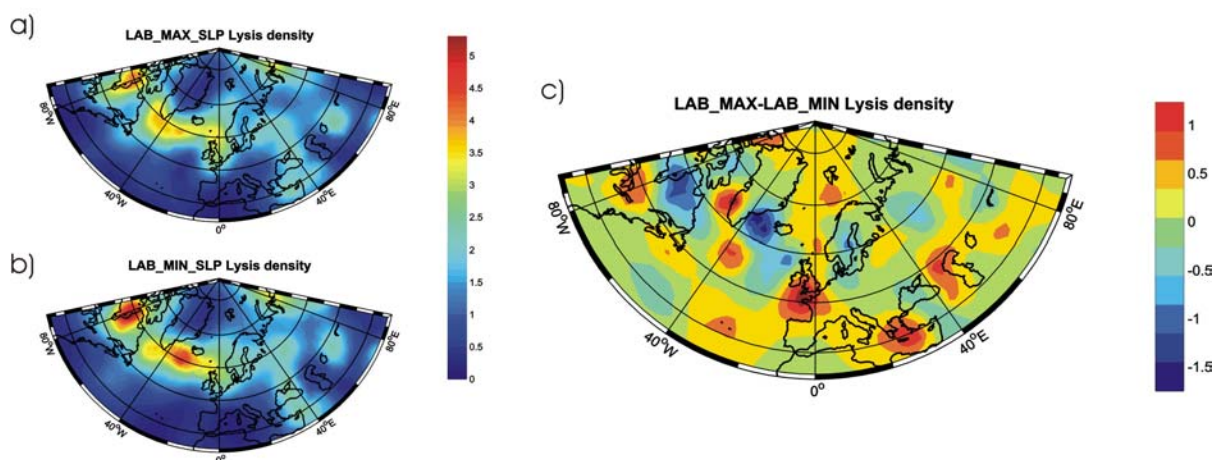 a)
LAB_MAX_SLP Lysis density
80°W
40°W
0°
40°E
80°E
5
4.5
4
3.5
3
2.5
2
1.5
1
0.5
0
b)
LAB_MIN_SLP Lysis density
80°W
40°W
0°
40°E
80°E
c)
LAB_MAX-LAB_MIN Lysis density
80°W
40°W
0°
40°E
80°E
1
0.5
0
-0.5
-1
-1.5